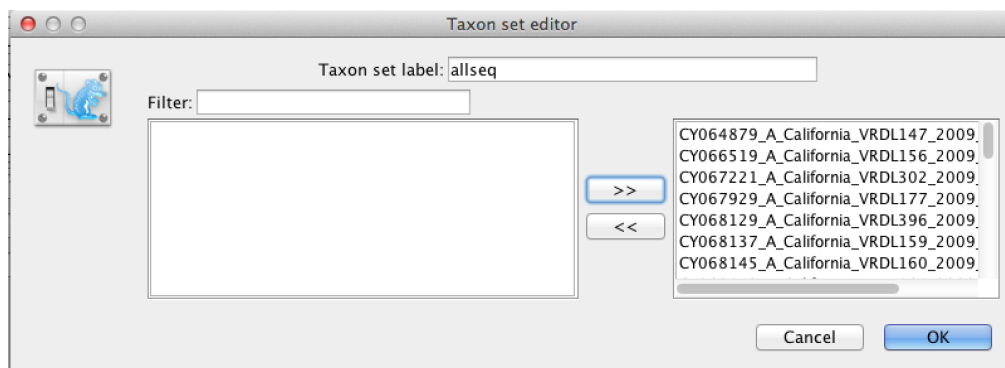 Taxon set editor
Taxon set label: allseq
Filter:
CY064879_A_California_VRDL147_2009_
CY066519_A_California_VRDL156_2009_
CY067221_A_California_VRDL302_2009_
CY067929_A_California_VRDL177_2009_
CY068129_A_California_VRDL396_2009_
CY068137_A_California_VRDL159_2009_
CY068145_A_California_VRDL160_2009_
>>
<<
Cancel
OK